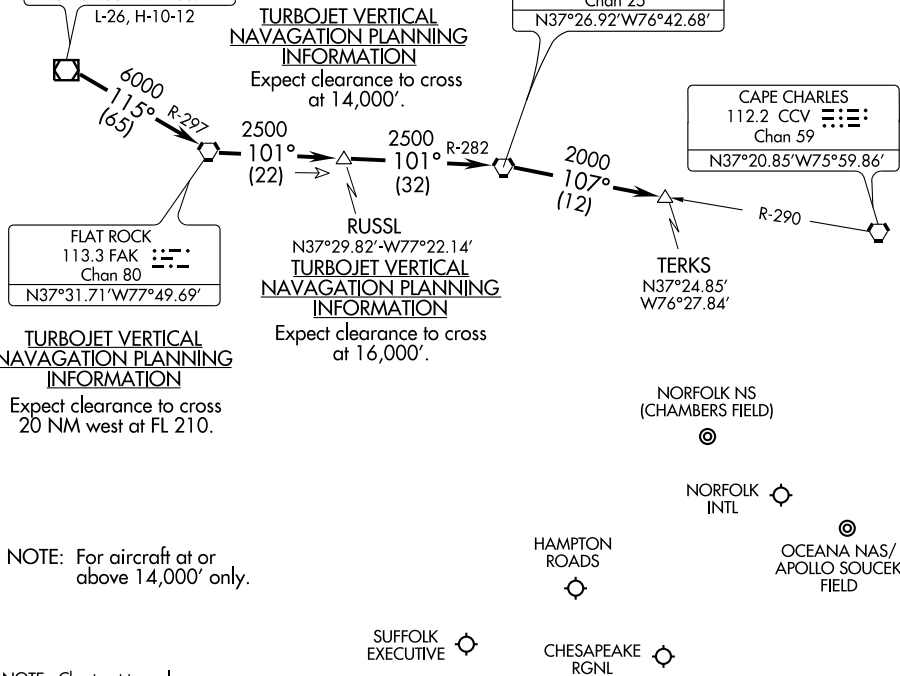 L-26, H-10-12
TURBOJET VERTICAL
NAVAGATION PLANNING
INFORMATION
Expect clearance to cross
at 14,000’.
Chan 25
N37°26.92’W76°42.68’
6000
115°
(65)
R-297
2500
101°
(22)
2500
101°
(32)
R-282
2000
107°
(12)
CAPE CHARLES
112.2 CCV
Chan 59
N37°20.85’W75°59.86’
R-290
FLAT ROCK
113.3 FAK
Chan 80
N37°31.71’W77°49.69’
RUSSL
N37°29.82’-W77°22.14’
TURBOJET VERTICAL
NAVAGATION PLANNING
INFORMATION
Expect clearance to cross
at 16,000’.
TERKS
N37°24.85’
W76°27.84’
TURBOJET VERTICAL
NAVAGATION PLANNING
INFORMATION
Expect clearance to cross
20 NM west at FL 210.
NORFOLK NS
(CHAMBERS FIELD)
NORFOLK
INTL
OCEANA NAS/
APOLLO SOUCEK
FIELD
HAMPTON
ROADS
NOTE: For aircraft at or
above 14,000’ only.
SUFFOLK
EXECUTIVE
CHESAPEAKE
RGNL
NOTE: